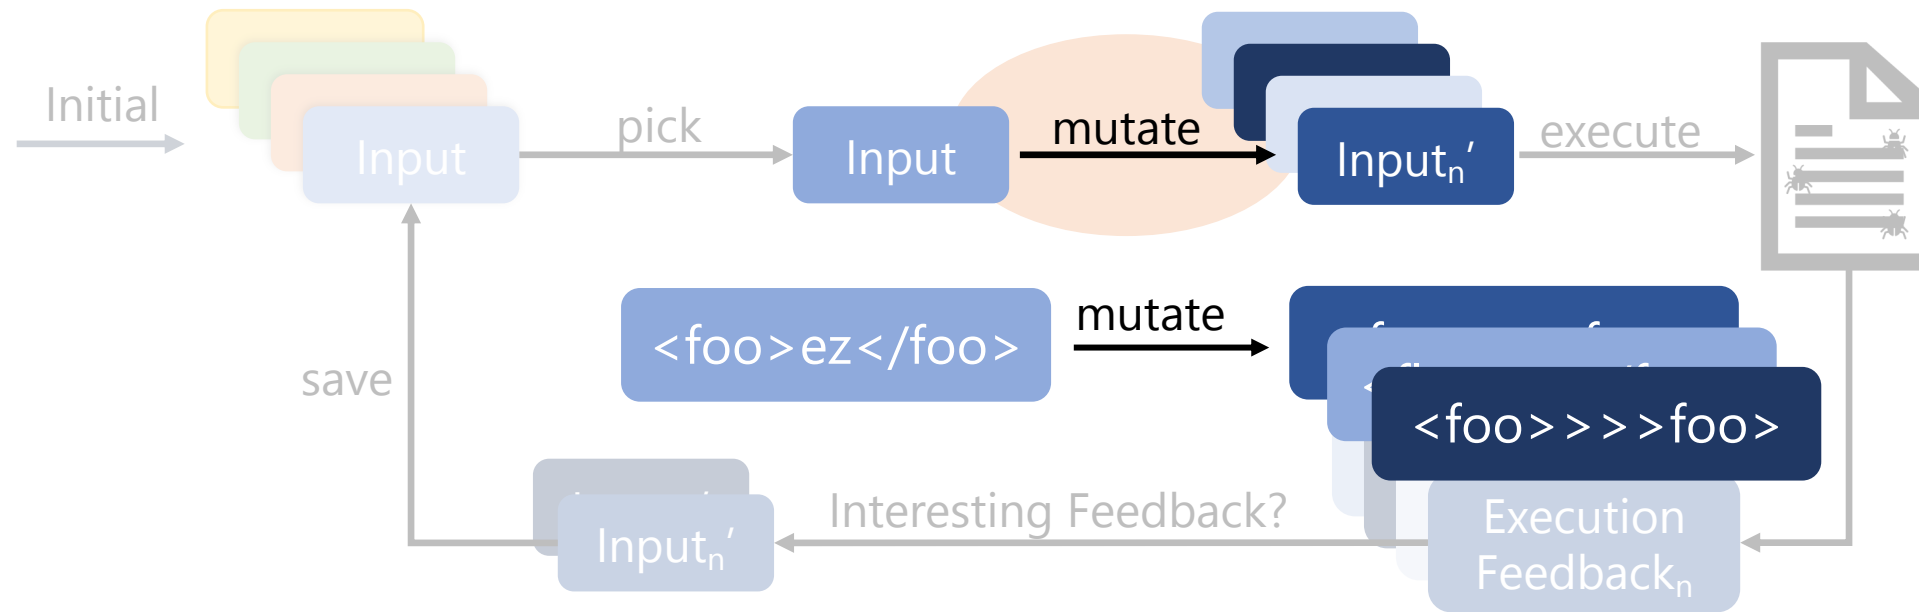 Initial
Input
pick
Input
mutate
Inputₙ′
execute
<foo>ez</foo>
mutate
<foo>>>>foo>
save
Inputₙ′
Interesting Feedback?
Execution
Feedbackₙ